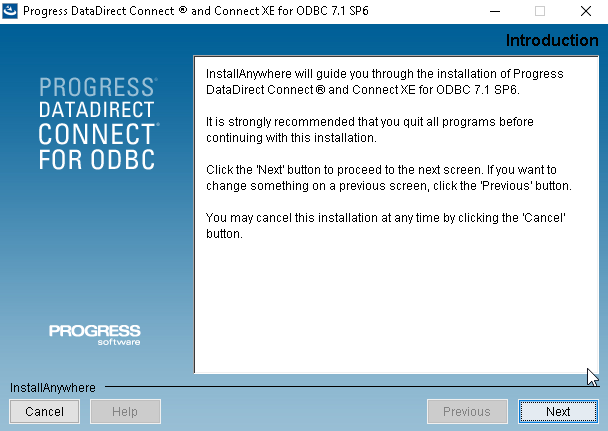 Progress DataDirect Connect ® and Connect XE for ODBC 7.1 SP6
Introduction
PROGRESS®
DATADIRECT
CONNECT®
FOR ODBC
InstallAnywhere will guide you through the installation of Progress
DataDirect Connect ® and Connect XE for ODBC 7.1 SP6.
It is strongly recommended that you quit all programs before
continuing with this installation.
Click the 'Next' button to proceed to the next screen. If you want to
change something on a previous screen, click the 'Previous' button.
You may cancel this installation at any time by clicking the 'Cancel'
button.
PROGRESS
software
InstallAnywhere
Cancel
Help
Previous
Next